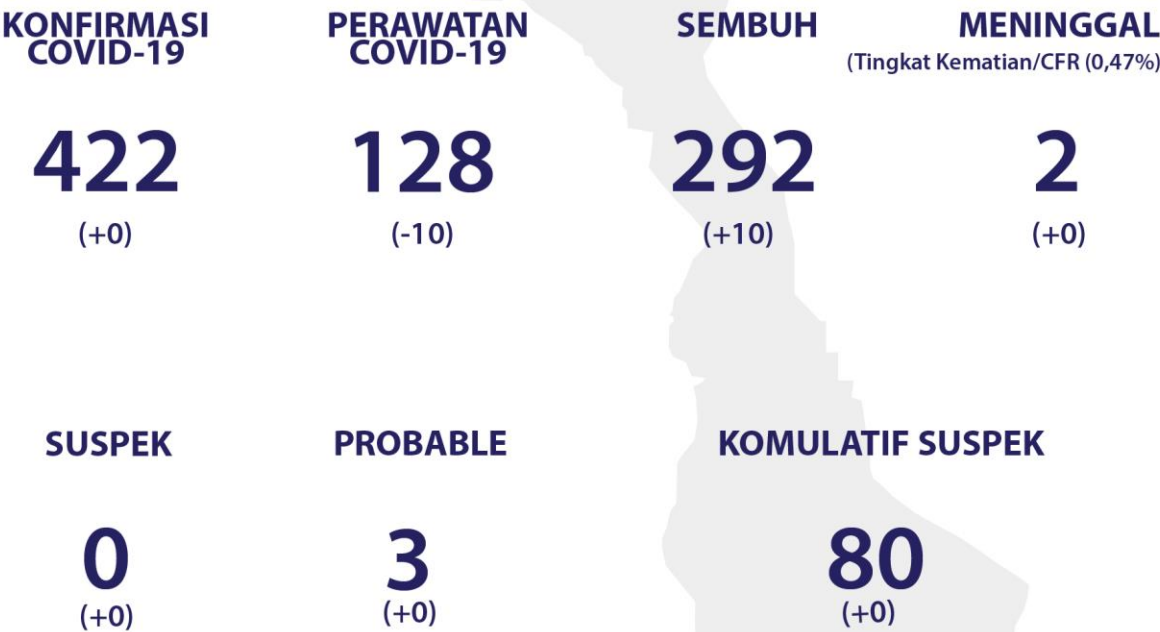 KONFIRMASI
COVID-19
422
(+0)
PERAWATAN
COVID-19
128
(-10)
SEMBUH
292
(+10)
MENINGGAL
(Tingkat Kematian/CFR (0,47%)
2
(+0)
SUSPEK
0
(+0)
PROBABLE
3
(+0)
KOMULATIF SUSPEK
80
(+0)